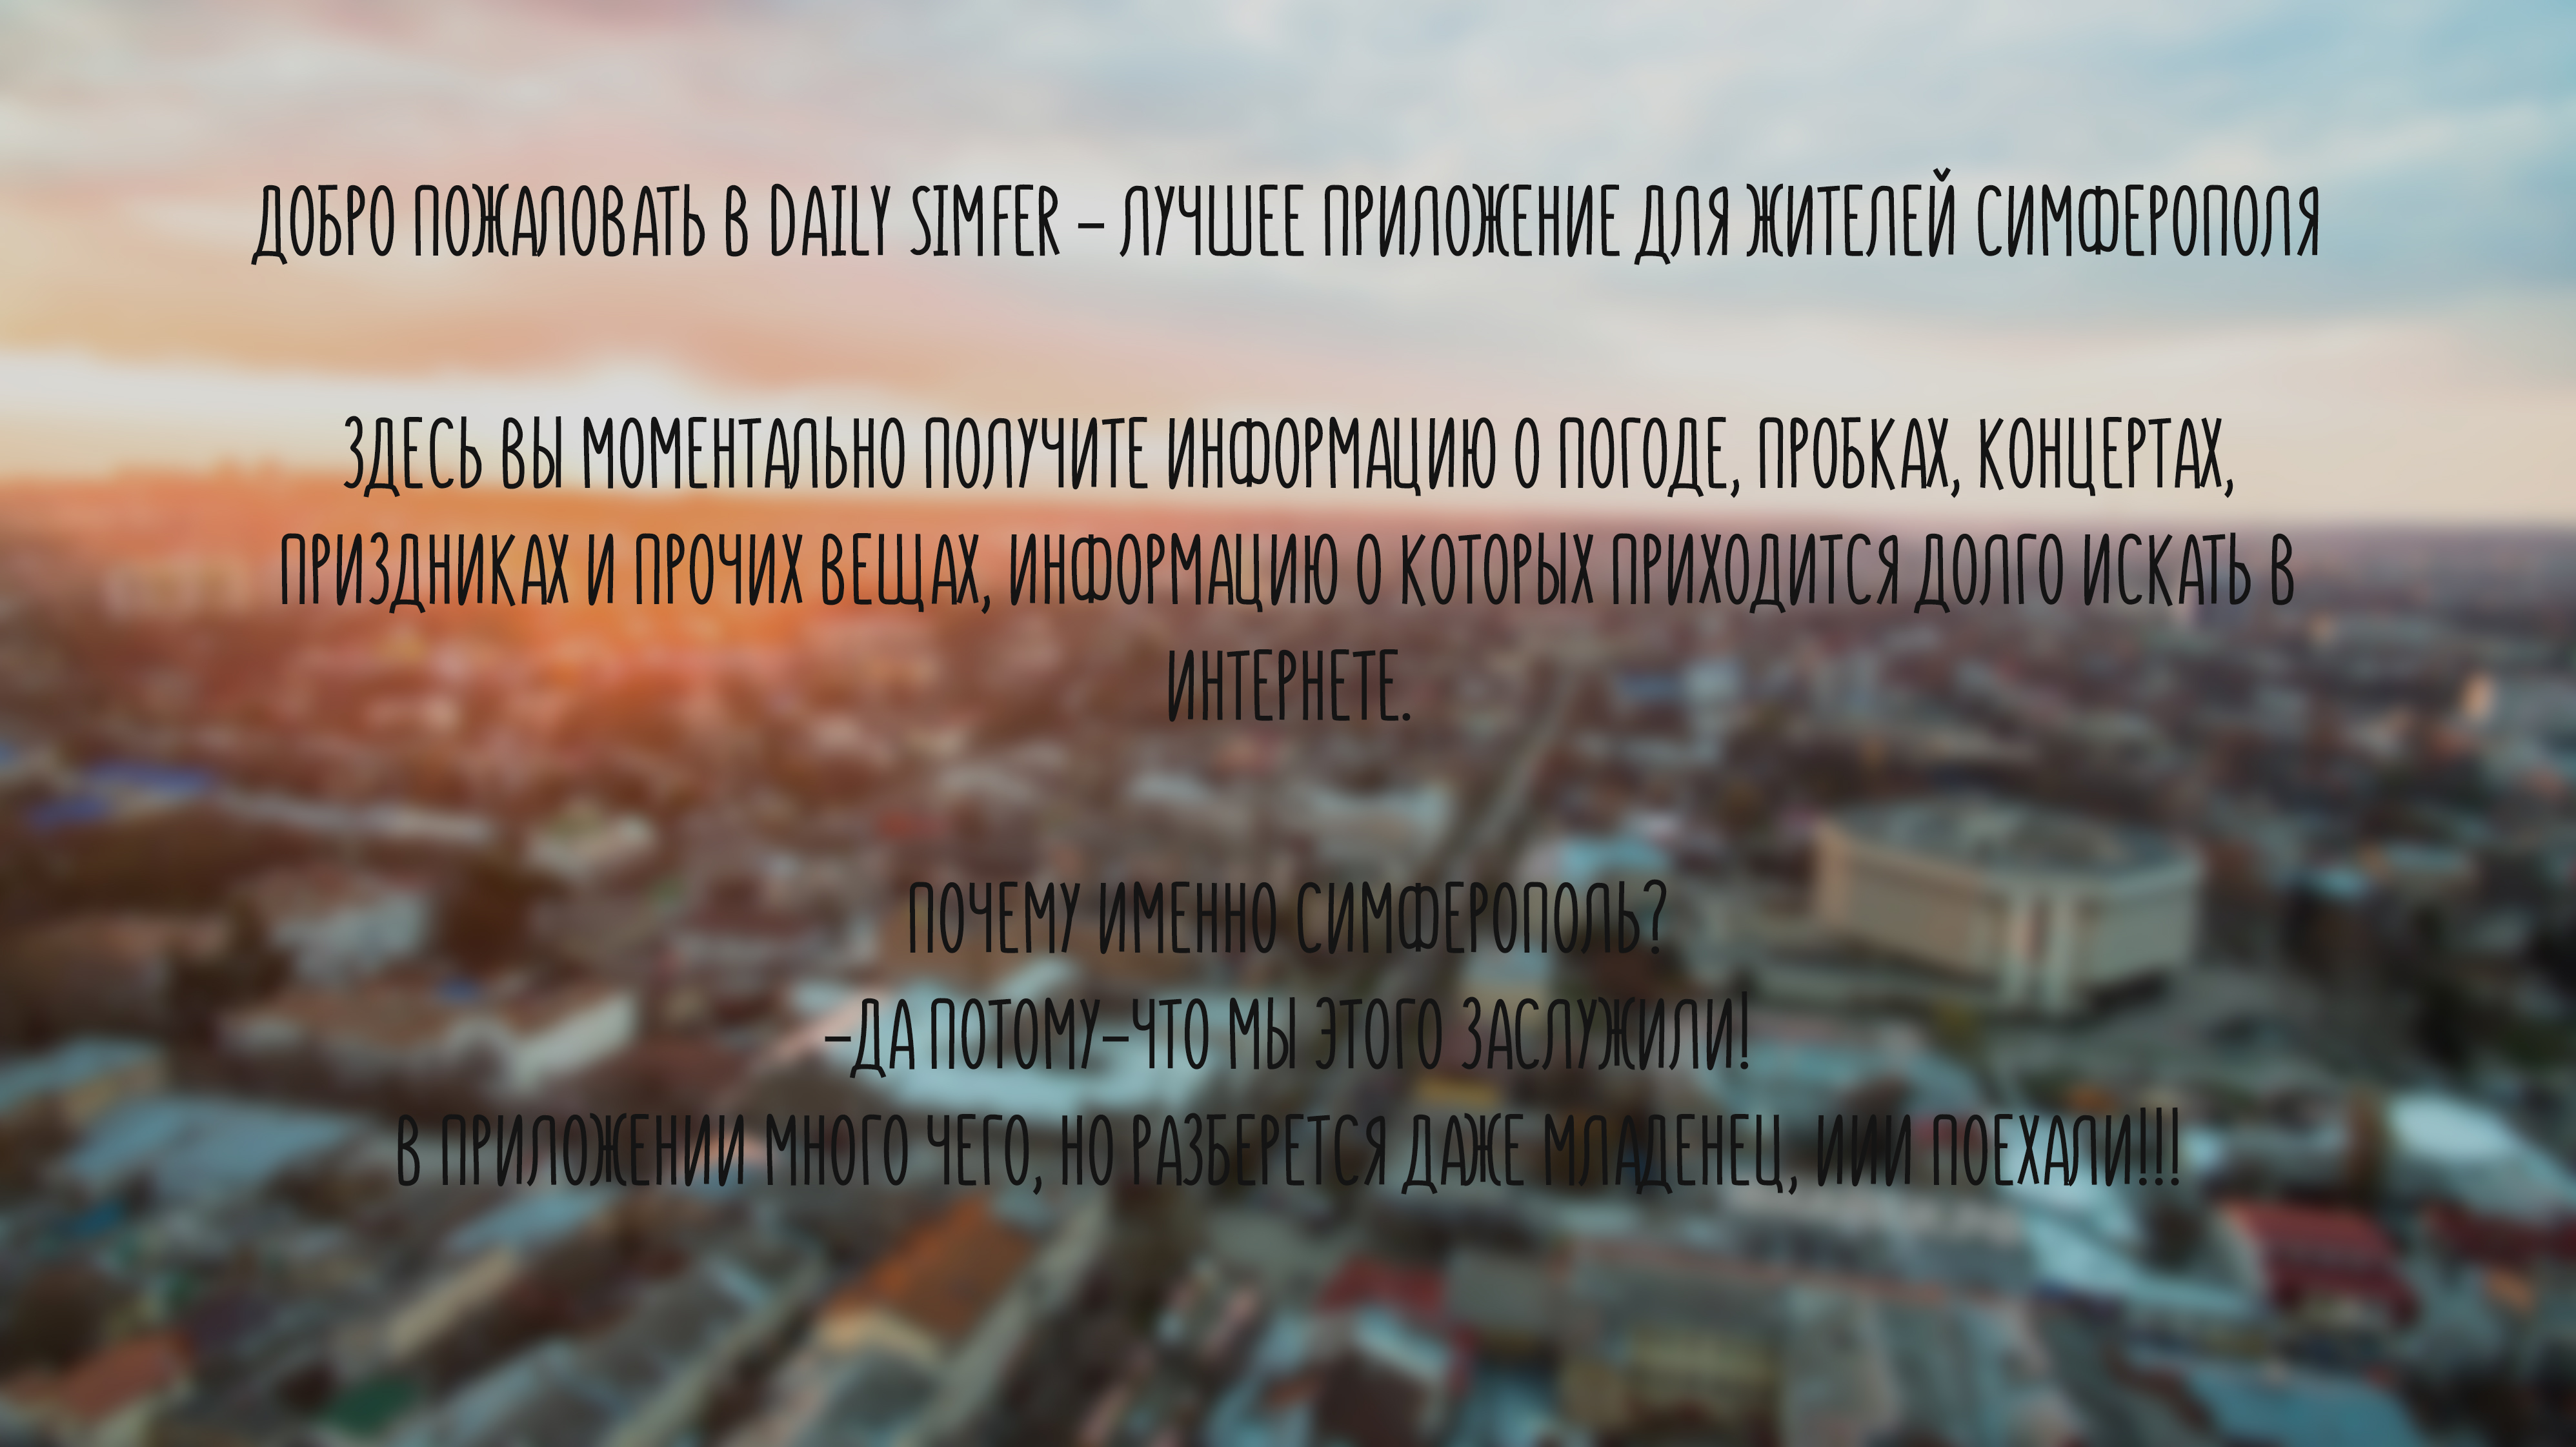 ДОБРО ПОЖАЛОВАТЬ В DAILY SIMFER – ЛУЧШЕЕ ПРИЛОЖЕНИЕ ДЛЯ ЖИТЕЛЕЙ СИМФЕРОПОЛЯ
ЗДЕСЬ ВЫ МОМЕНТАЛЬНО ПОЛУЧИТЕ ИНФОРМАЦИЮ О ПОГОДЕ, ПРОБКАХ, КОНЦЕРТАХ,
ПРИЗДНИКАХ И ПРОЧИХ ВЕЩАХ, ИНФОРМАЦИЮ О КОТОРЫХ ПРИХОДИТСЯ ДОЛГО ИСКАТЬ В
ИНТЕРНЕТЕ.
ПОЧЕМУ ИМЕННО СИМФЕРОПОЛЬ?
–ДА ПОТОМУ–ЧТО МЫ ЭТОГО ЗАСЛУЖИЛИ!
В ПРИЛОЖЕНИИ МНОГО ЧЕГО, НО РАЗБЕРЕТСЯ ДАЖЕ МЛАДЕНЕЦ, ИИИ ПОЕХАЛИ!!!